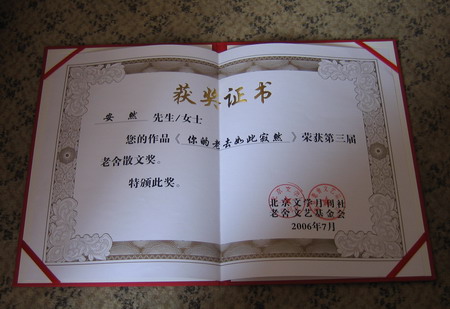 获奖证书
安然 先生/女士
您的作品《你的老去如此寂然》荣获第三届
老舍散文奖。
特颁此奖。
北京文学月刊社
老舍文艺基金会
2006年7月